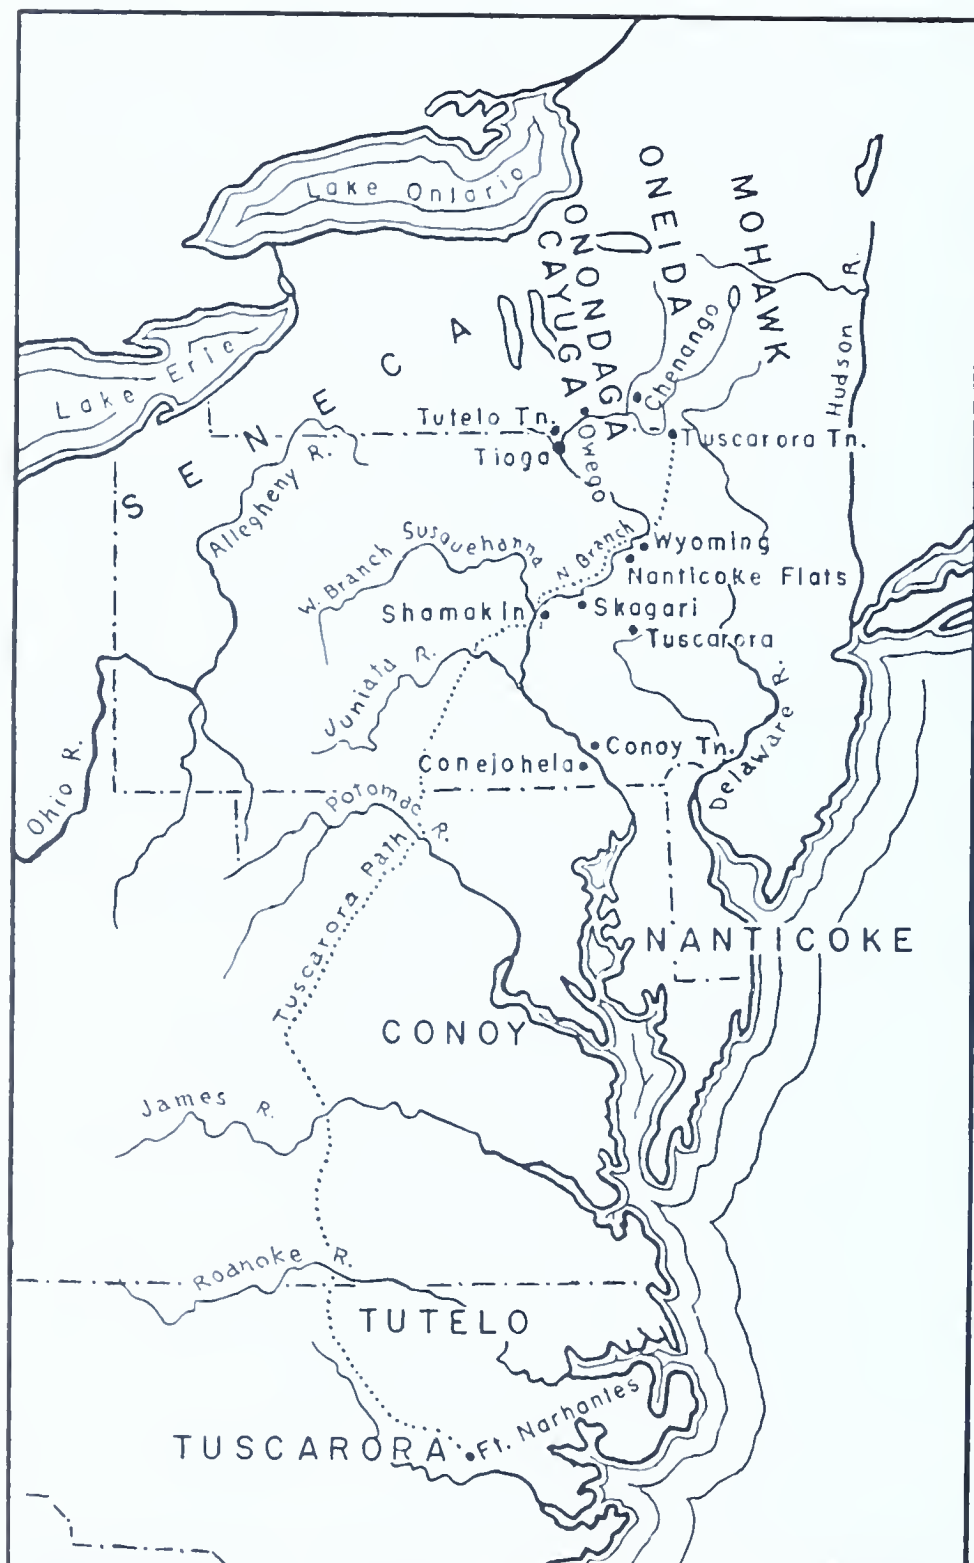 Lake Ontario
ONEIDA
MOHAWK
ONONDAGA
CAYUGA
SENECA
Lake Erie
Hudson R.
Chenango
Tutelo Tn.
Tioga
Owego
Tuscarora Tn.
Allegheny R.
W. Branch Susquehanna
N Branch
Wyoming
Nanticoke Flats
Shamakin
Skogari
Tuscarora
Juniata R.
Conoy Tn.
Conejohela
Delaware R.
Ohio R.
Potomac R.
Tuscarora Path
NANTICOKE
CONOY
James R.
Roanoke R.
TUTELO
TUSCARORA
Ft. Narhantes